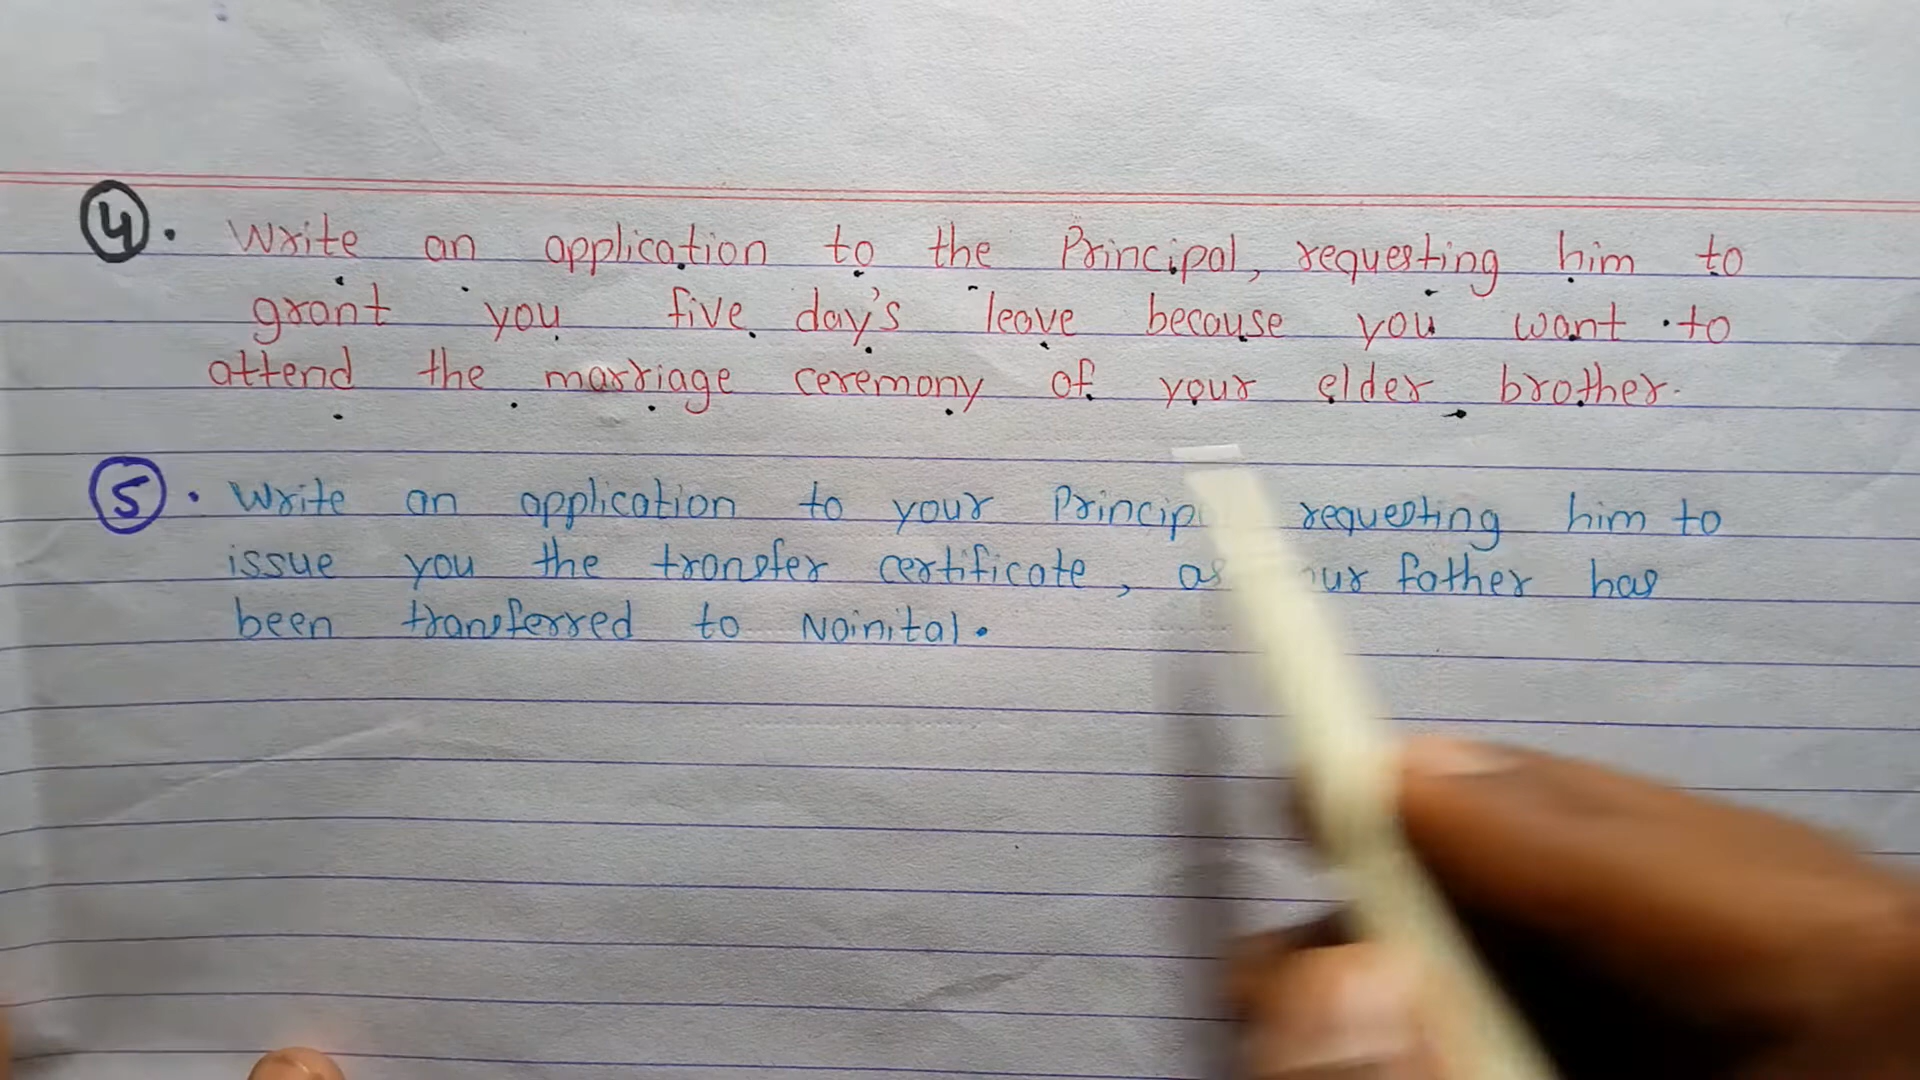 4. Write an application to the Principal, requesting him to
grant you five day's leave because you want to
attend the marriage ceremony of your elder brother.
5. Write an application to your requesting him to
issue you the transfer certificate, as father has
been transferred to Nainital.